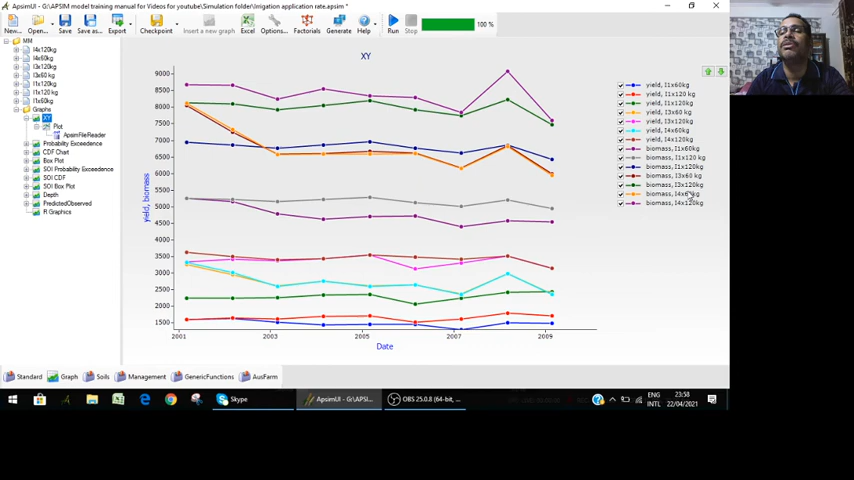 ApsimUI - G:\APSIM model training manual for Videos for youtube\Simulation folder\Irrigation application rate.apsim *
New... Open... Save Save as... Export Checkpoint Insert a new graph Excel Options... Factorials Generate Help Run Stop 100 %
MM
I4x120kg
I4x60kg
I3x120kg
I3x60 kg
I1x120kg
I1x120 kg
I1x60kg
Graphs
XY
Plot
ApsimFileReader
Probability Exceedence
CDF Chart
Box Plot
SOI Probability Exceedence
SOI CDF
SOI Box Plot
Depth
PredictedObserved
R Graphics
XY
9000
8500
8000
7500
7000
6500
6000
5500
5000
4500
4000
3500
3000
2500
2000
1500
yield, biomass
2001 2003 2005 2007 2009
Date
yield, I1x60kg
yield, I1x120 kg
yield, I1x120kg
yield, I3x60 kg
yield, I3x120kg
yield, I4x60kg
yield, I4x120kg
biomass, I1x60kg
biomass, I1x120 kg
biomass, I1x120kg
biomass, I3x60 kg
biomass, I3x120kg
biomass, I4x60kg
biomass, I4x120kg
Standard Graph Soils Management GenericFunctions AusFarm
Skype ApsimUI - G:\APSI... OBS 25.0.8 (64-bit, ...
ENG
INTL
23:58
22/04/2021